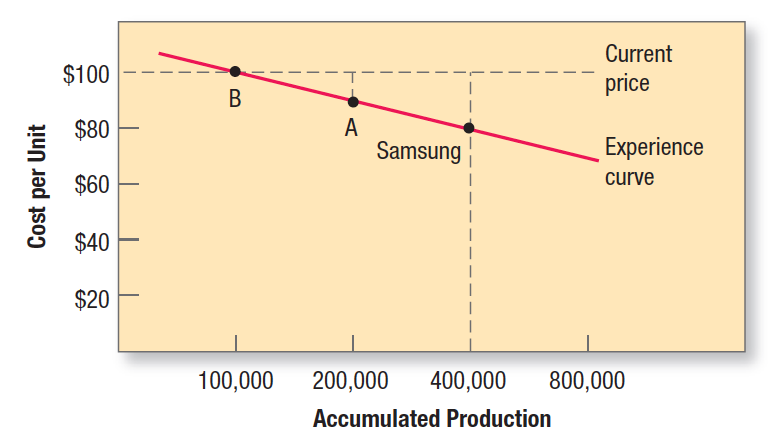 Current
price
$100
B
$80
A
Samsung
Experience
curve
$60
$40
$20
Cost per Unit
100,000 200,000 400,000 800,000
Accumulated Production